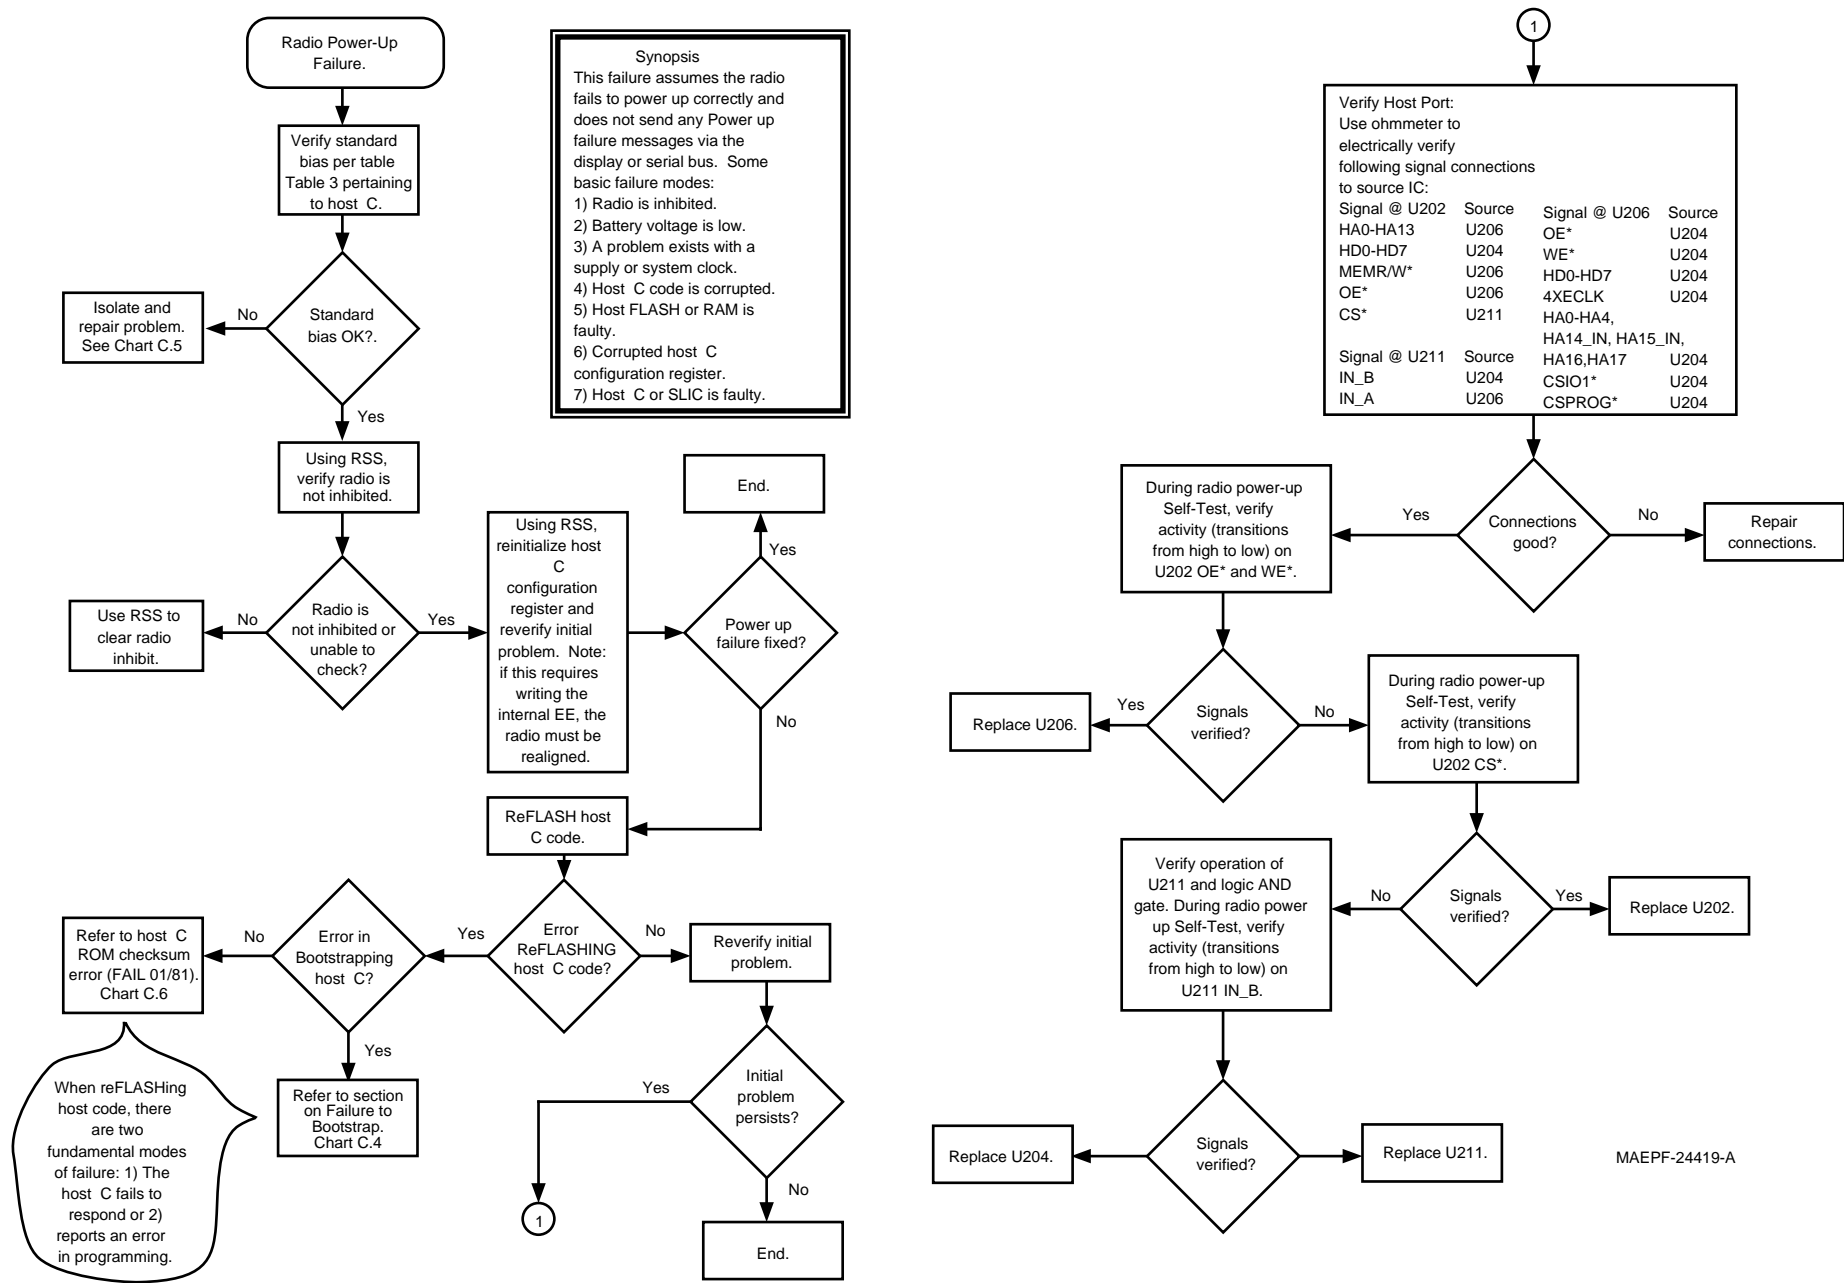 Radio Power-Up
Failure.
Verify standard
bias per table
Table 3 pertaining
to host  C.
Standard
bias OK?.
No
Isolate and
repair problem.
See Chart C.5
Yes
Using RSS,
verify radio is
not inhibited.
Radio is
not inhibited or
unable to
check?
No
Use RSS to
clear radio
inhibit.
Yes
Using RSS,
reinitialize host
C
configuration
register and
reverify initial
problem.  Note:
if this requires
writing the
internal EE, the
radio must be
realigned.
Power up
failure fixed?
Yes
End.
No
ReFLASH host
C code.
Error
ReFLASHING
host  C code?
Yes
Error in
Bootstrapping
host  C?
No
Refer to host  C
ROM checksum
error (FAIL 01/81).
Chart C.6
Yes
Refer to section
on Failure to
Bootstrap.
Chart C.4
When reFLASHing
host code, there
are two
fundamental modes
of failure: 1) The
host  C fails to
respond or 2)
reports an error
in programming.
No
Reverify initial
problem.
Initial
problem
persists?
Yes
1
No
End.
Synopsis
This failure assumes the radio
fails to power up correctly and
does not send any Power up
failure messages via the
display or serial bus.  Some
basic failure modes:
1) Radio is inhibited.
2) Battery voltage is low.
3) A problem exists with a
supply or system clock.
4) Host  C code is corrupted.
5) Host FLASH or RAM is
faulty.
6) Corrupted host  C
configuration register.
7) Host  C or SLIC is faulty.
1
Verify Host Port:
Use ohmmeter to
electrically verify
following signal connections
to source IC:
Signal @ U202 Source
HA0-HA13 U206
HD0-HD7 U204
MEMR/W* U206
OE* U206
CS* U211
Signal @ U211 Source
IN_B U204
IN_A U206
Signal @ U206 Source
OE* U204
WE* U204
HD0-HD7 U204
4XECLK U204
HA0-HA4,
HA14_IN, HA15_IN,
HA16,HA17 U204
CSIO1* U204
CSPROG* U204
Connections
good?
No
Repair
connections.
Yes
During radio power-up
Self-Test, verify
activity (transitions
from high to low) on
U202 OE* and WE*.
Signals
verified?
Yes
Replace U206.
No
During radio power-up
Self-Test, verify
activity (transitions
from high to low) on
U202 CS*.
Signals
verified?
Yes
Replace U202.
No
Verify operation of
U211 and logic AND
gate. During radio power
up Self-Test, verify
activity (transitions
from high to low) on
U211 IN_B.
Signals
verified?
Replace U204.
Replace U211.
MAEPF-24419-A